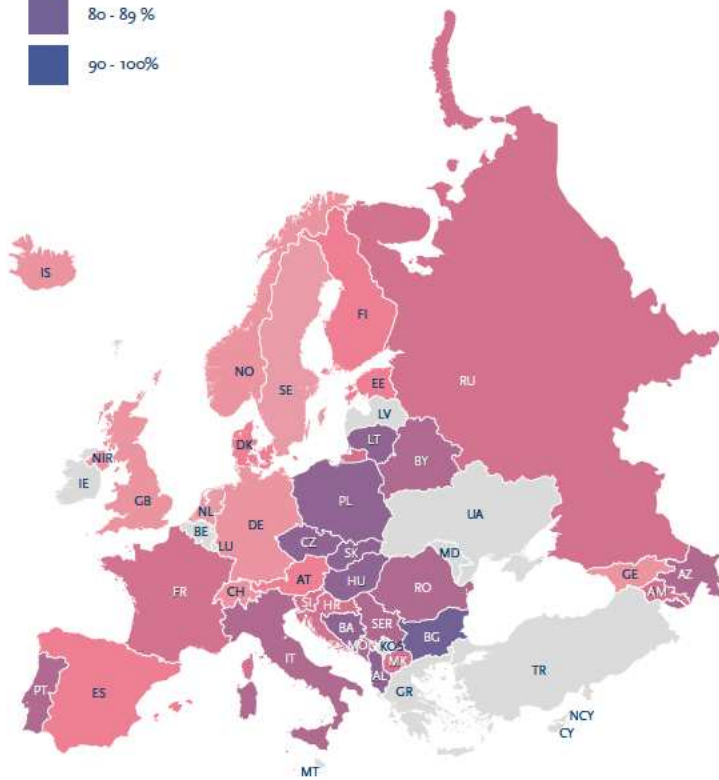 80 - 89 %
90 - 100%
IS
FI
NO
SE
RU
EE
LV
DK
LT
BY
NIR
IE
GB
NL
BE
LU
DE
PL
UA
CZ
SK
MD
FR
CH
AT
HU
RO
SL
HR
BA
SER
GE
AM
AZ
IT
MO
KOS
BG
MK
AL
GR
TR
PT
ES
NCY
CY
MT